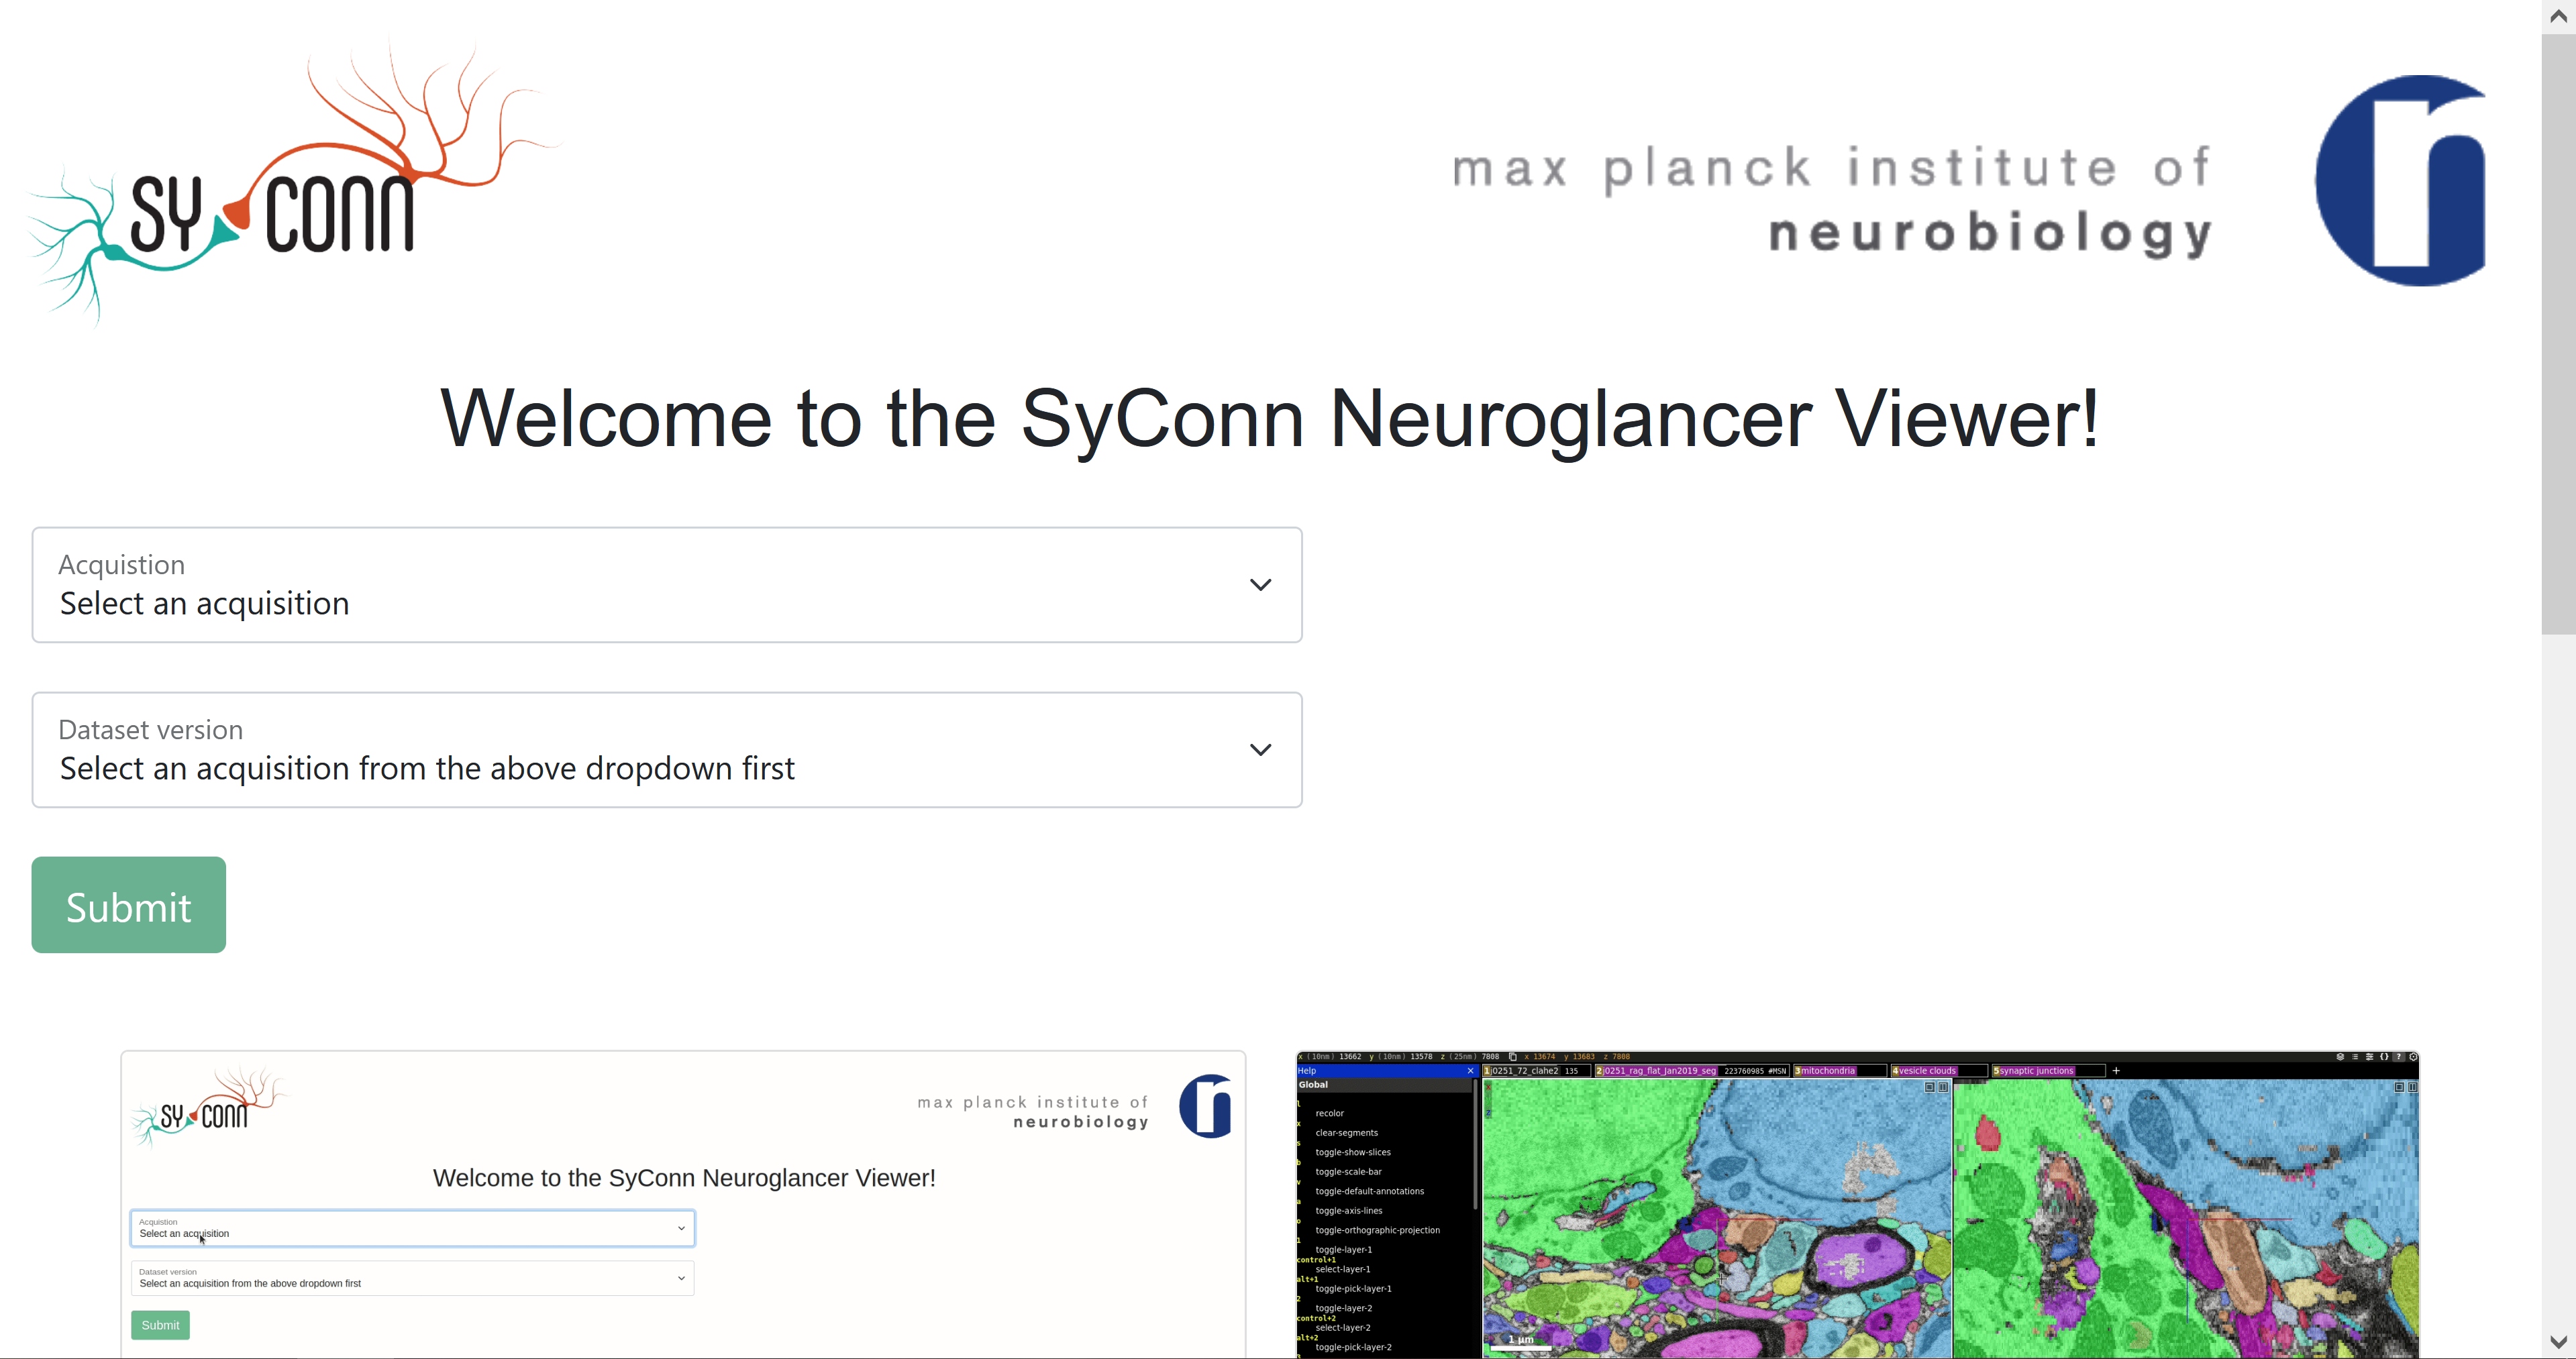 SY CONN
max planck institute of
neurobiology
Welcome to the SyConn Neuroglancer Viewer!
Acquistion
Select an acquisition
Dataset version
Select an acquisition from the above dropdown first
Submit
SY CONN
max planck institute of
neurobiology
Welcome to the SyConn Neuroglancer Viewer!
Acquistion
Select an acquisition
Dataset version
Select an acquisition from the above dropdown first
Submit
x (10nm) 13662 y (10nm) 13578 z (25nm) 7808 x 13674 y 13683 z 7808
Help
1 j0251_72_clahe2 135 2 j0251_rag_flat_Jan2019_seg 223760985 #MSN 3 mitochondria 4 vesicle clouds 5 synaptic junctions +
Global
l
recolor
x
clear-segments
s
toggle-show-slices
b
toggle-scale-bar
v
toggle-default-annotations
a
toggle-axis-lines
o
toggle-orthographic-projection
1
toggle-layer-1
control+1
select-layer-1
alt+1
toggle-pick-layer-1
2
toggle-layer-2
control+2
select-layer-2
alt+2
toggle-pick-layer-2
1 µm